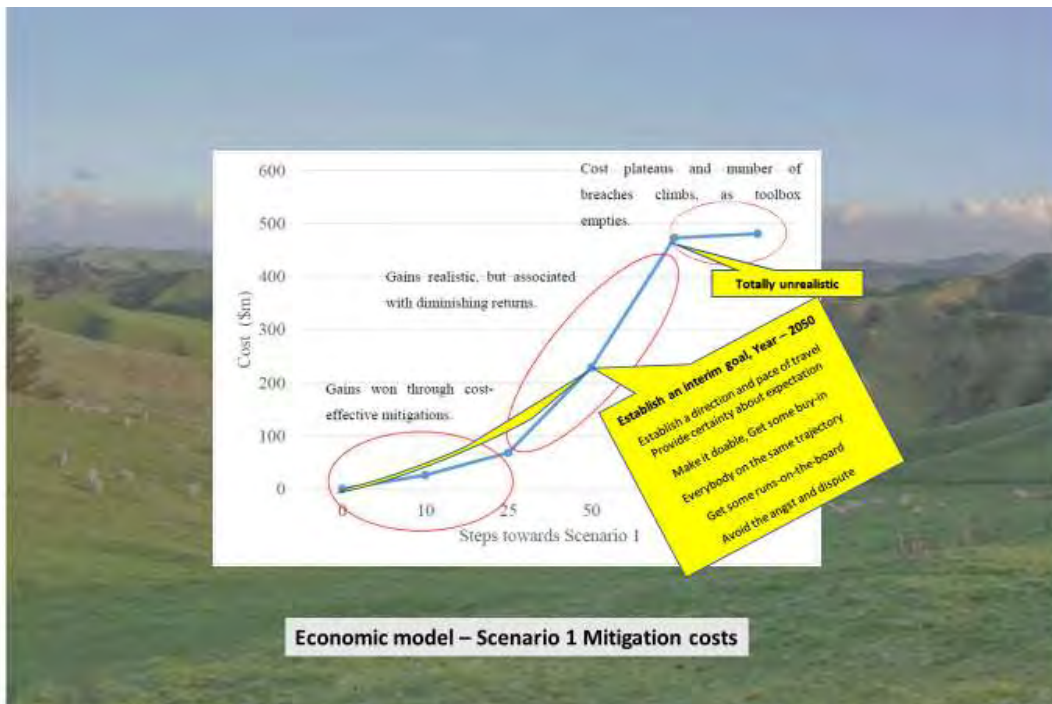 600
500
400
300
200
100
0
Cost ($m)
0
10
25
50
Steps towards Scenario 1
Cost plateaus and number of
breaches climbs, as toolbox
empties.
Gains realistic, but associated
with diminishing returns.
Gains won through cost-
effective mitigations.
Totally unrealistic
Establish an interim goal, Year – 2050
Establish a direction and pace of travel
Provide certainty about expectation
Make it doable, Get some buy-in
Everybody on the same trajectory
Get some runs-on-the-board
Avoid the angst and dispute
Economic model – Scenario 1 Mitigation costs